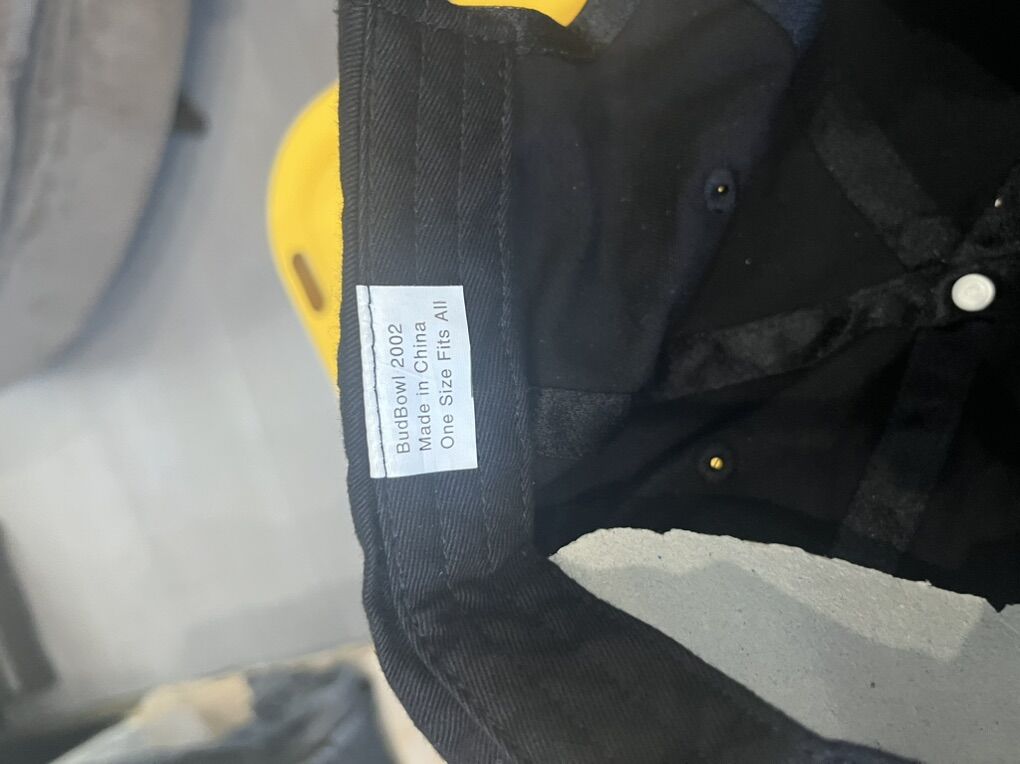 BudBowl 2002
Made in China
One Size Fits All